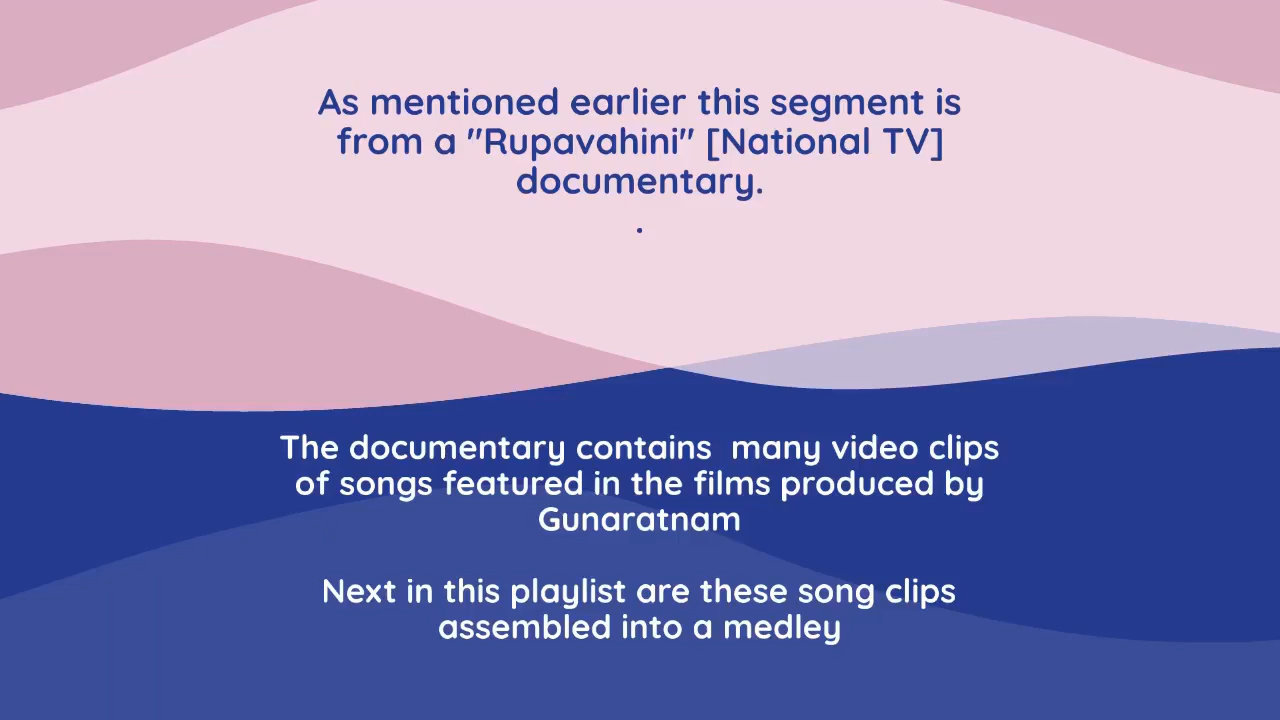 As mentioned earlier this segment is
from a "Rupavahini" [National TV]
documentary.
.
The documentary contains  many video clips
of songs featured in the films produced by
Gunaratnam
Next in this playlist are these song clips
assembled into a medley